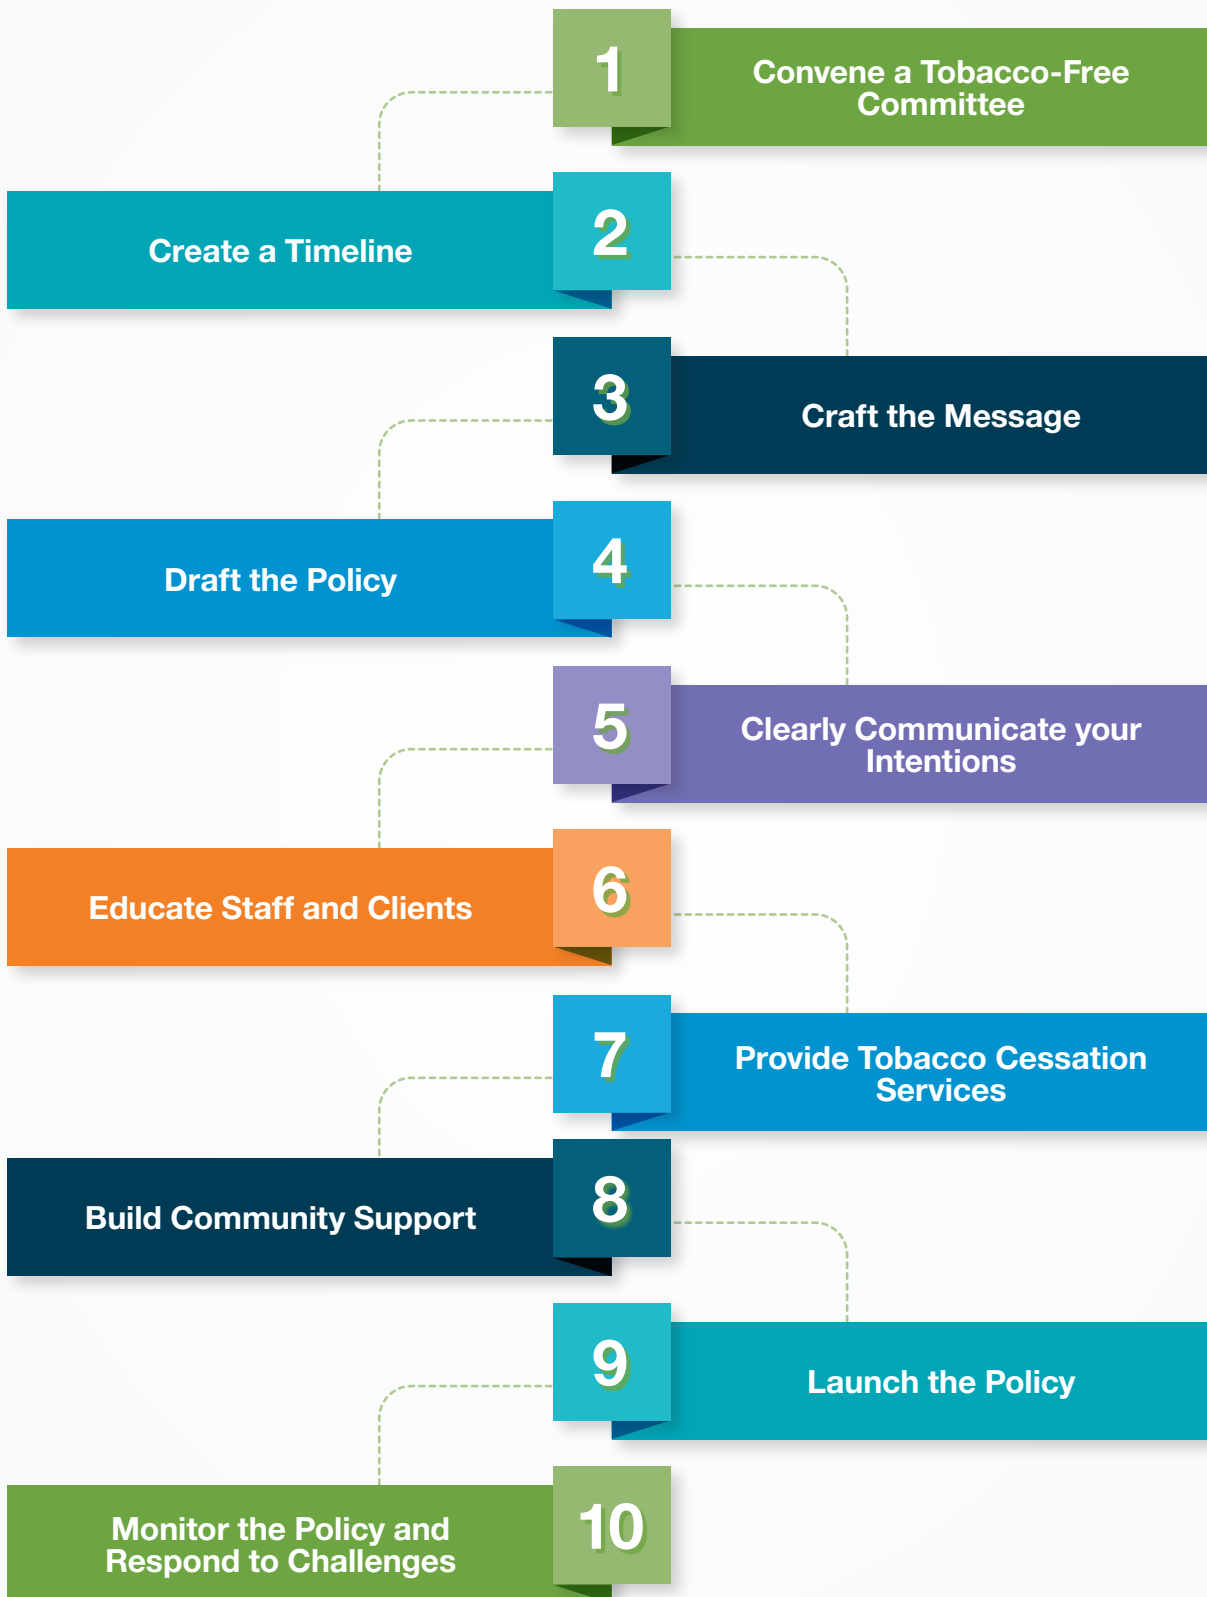 1
Convene a Tobacco-Free
Committee
2
Create a Timeline
3
Craft the Message
4
Draft the Policy
5
Clearly Communicate your
Intentions
6
Educate Staff and Clients
7
Provide Tobacco Cessation
Services
8
Build Community Support
9
Launch the Policy
10
Monitor the Policy and
Respond to Challenges